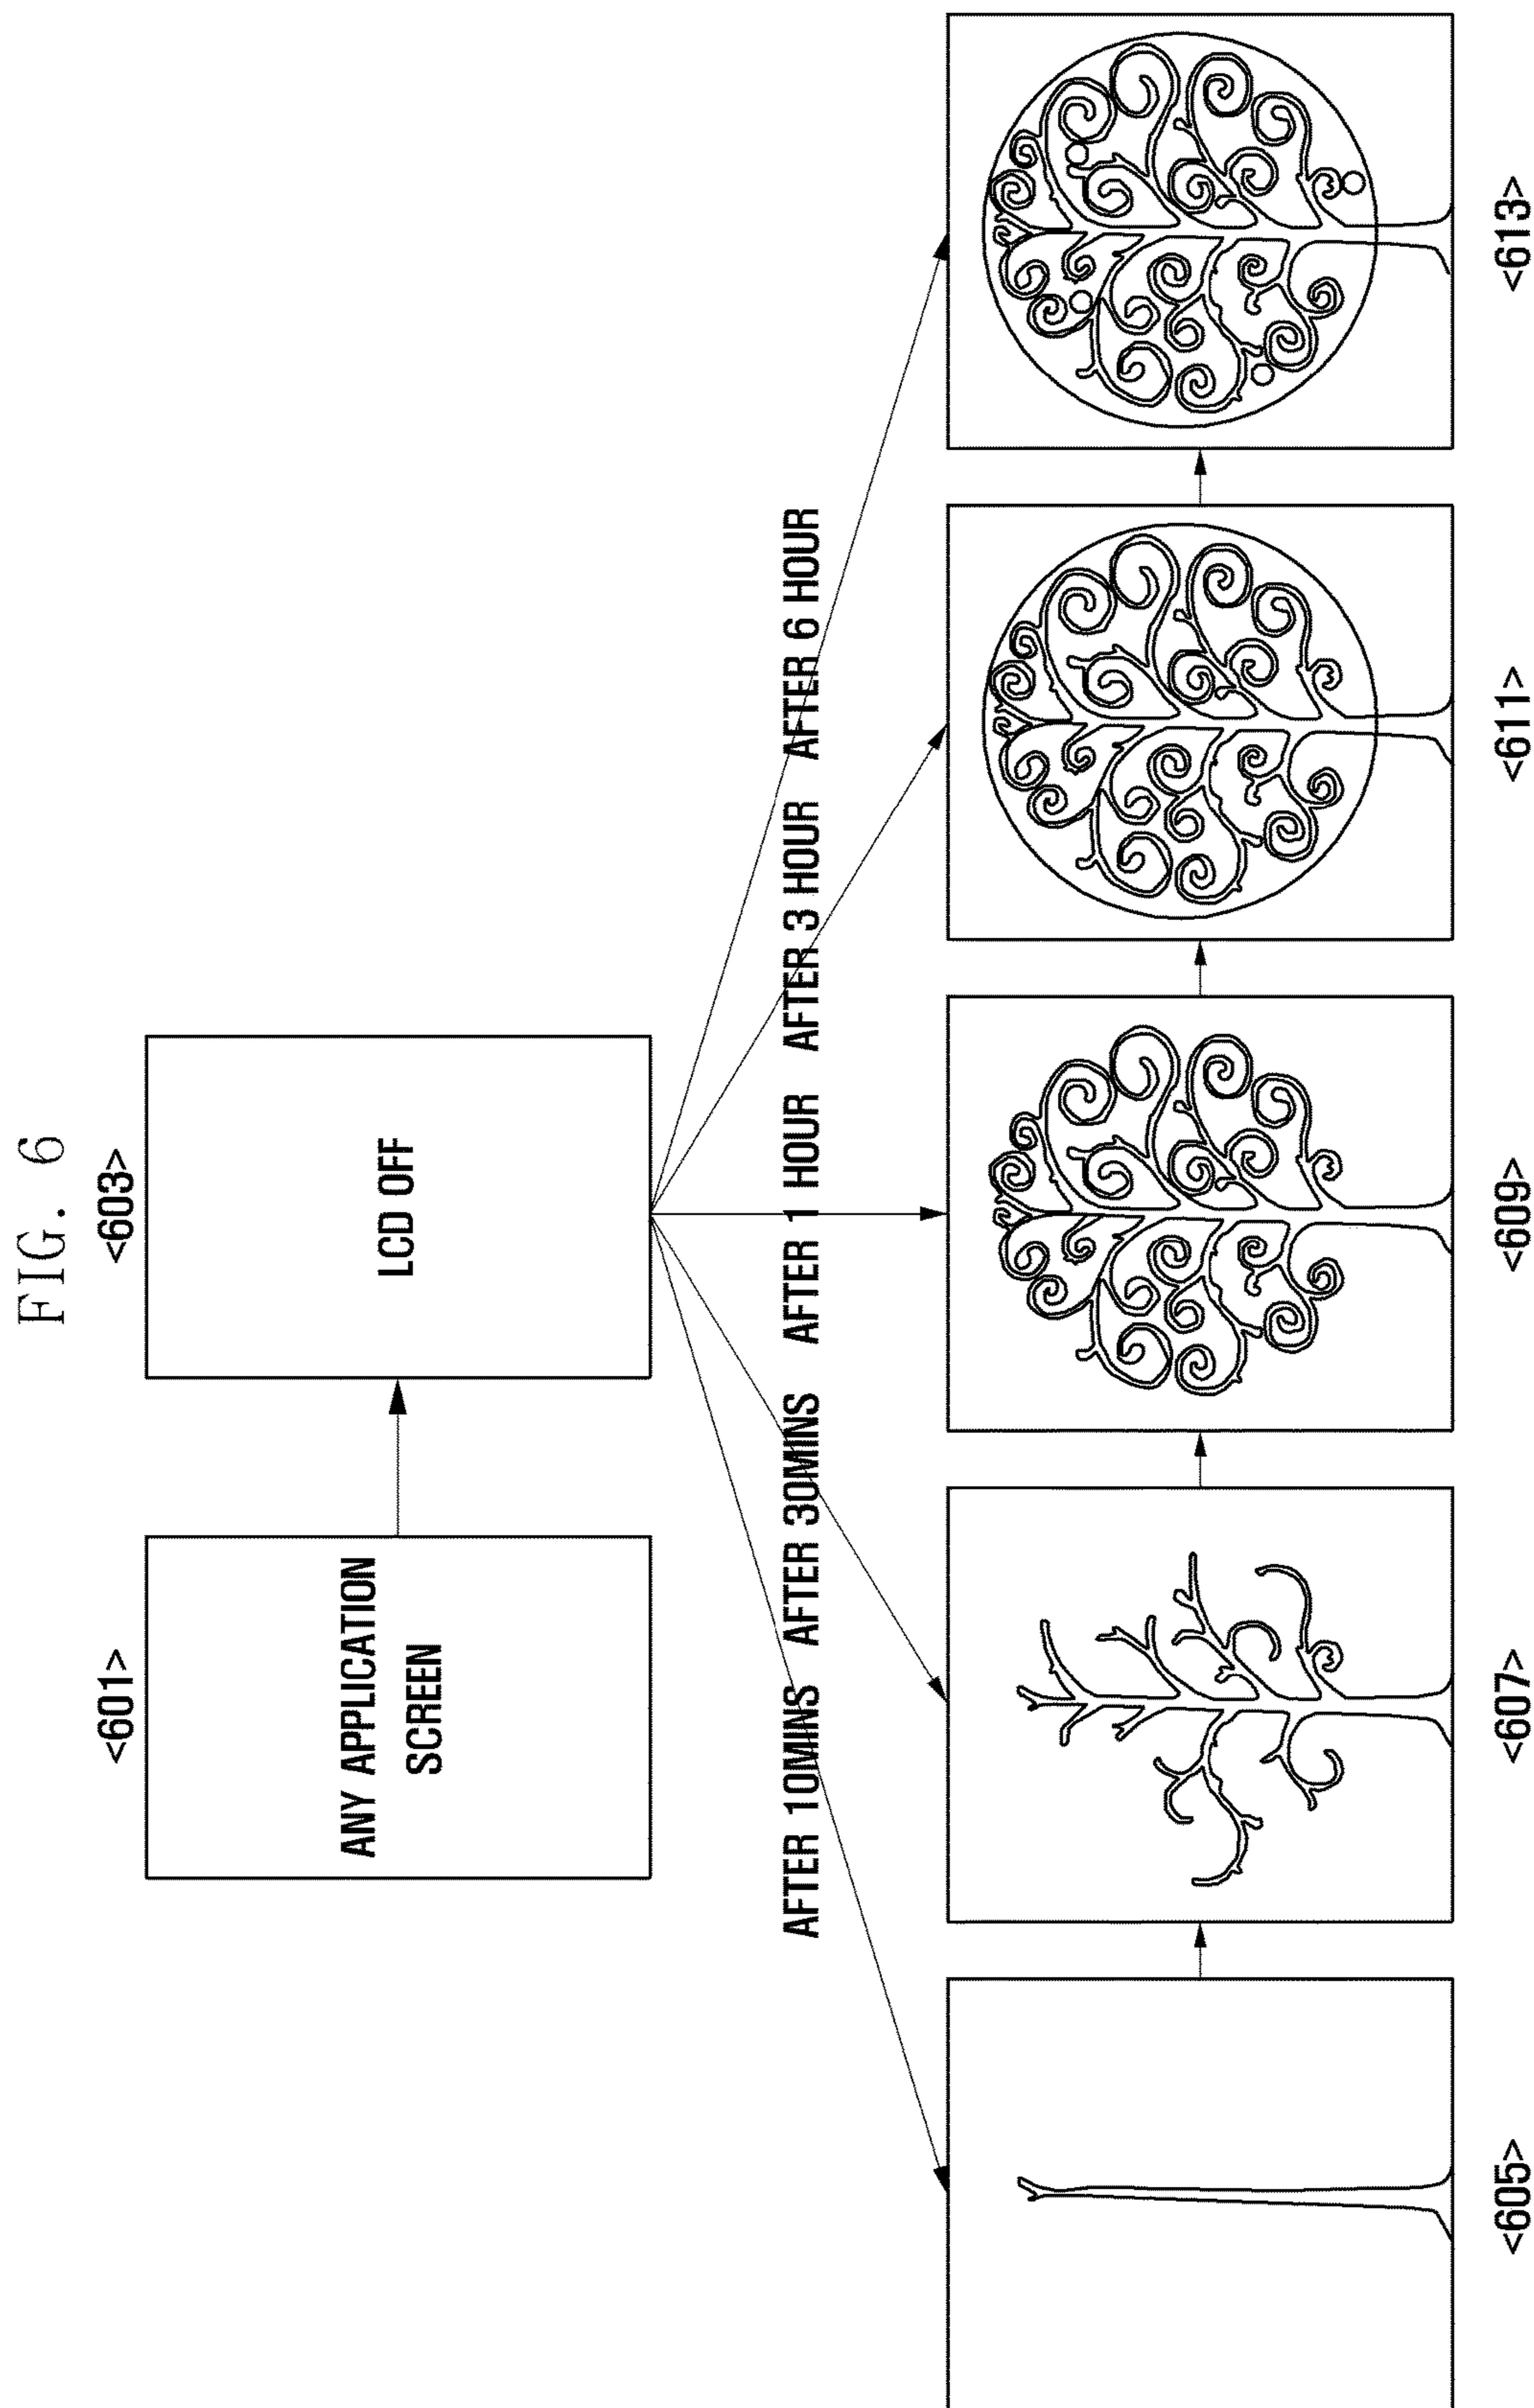 FIG. 6
<601>
<603>
ANY APPLICATION
SCREEN
LCD OFF
AFTER 10MINS
AFTER 30MINS
AFTER 1 HOUR
AFTER 3 HOUR
AFTER 6 HOUR
<605>
<607>
<609>
<611>
<613>